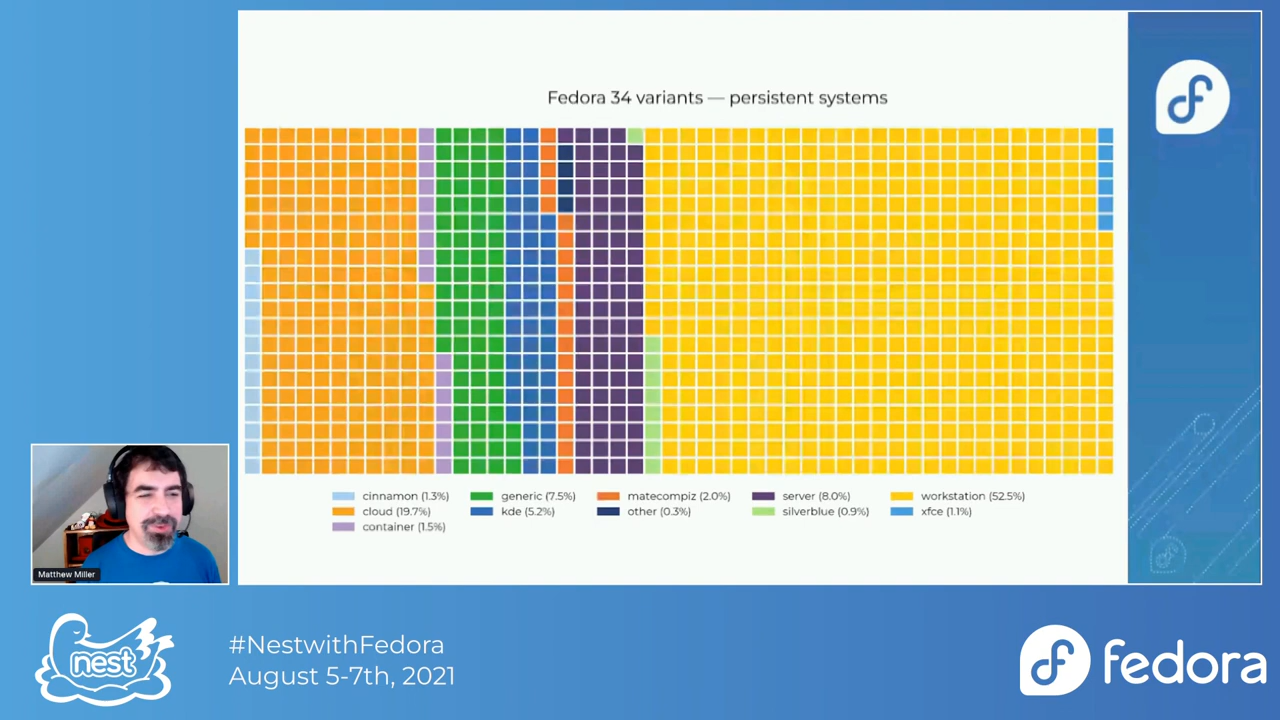 Fedora 34 variants — persistent systems
cinnamon (1.3%)
cloud (19.7%)
container (1.5%)
generic (7.5%)
kde (5.2%)
matecompiz (2.0%)
other (0.3%)
server (8.0%)
silverblue (0.9%)
workstation (52.5%)
xfce (1.1%)
Matthew Miller
nest
#NestwithFedora
August 5-7th, 2021
fedora